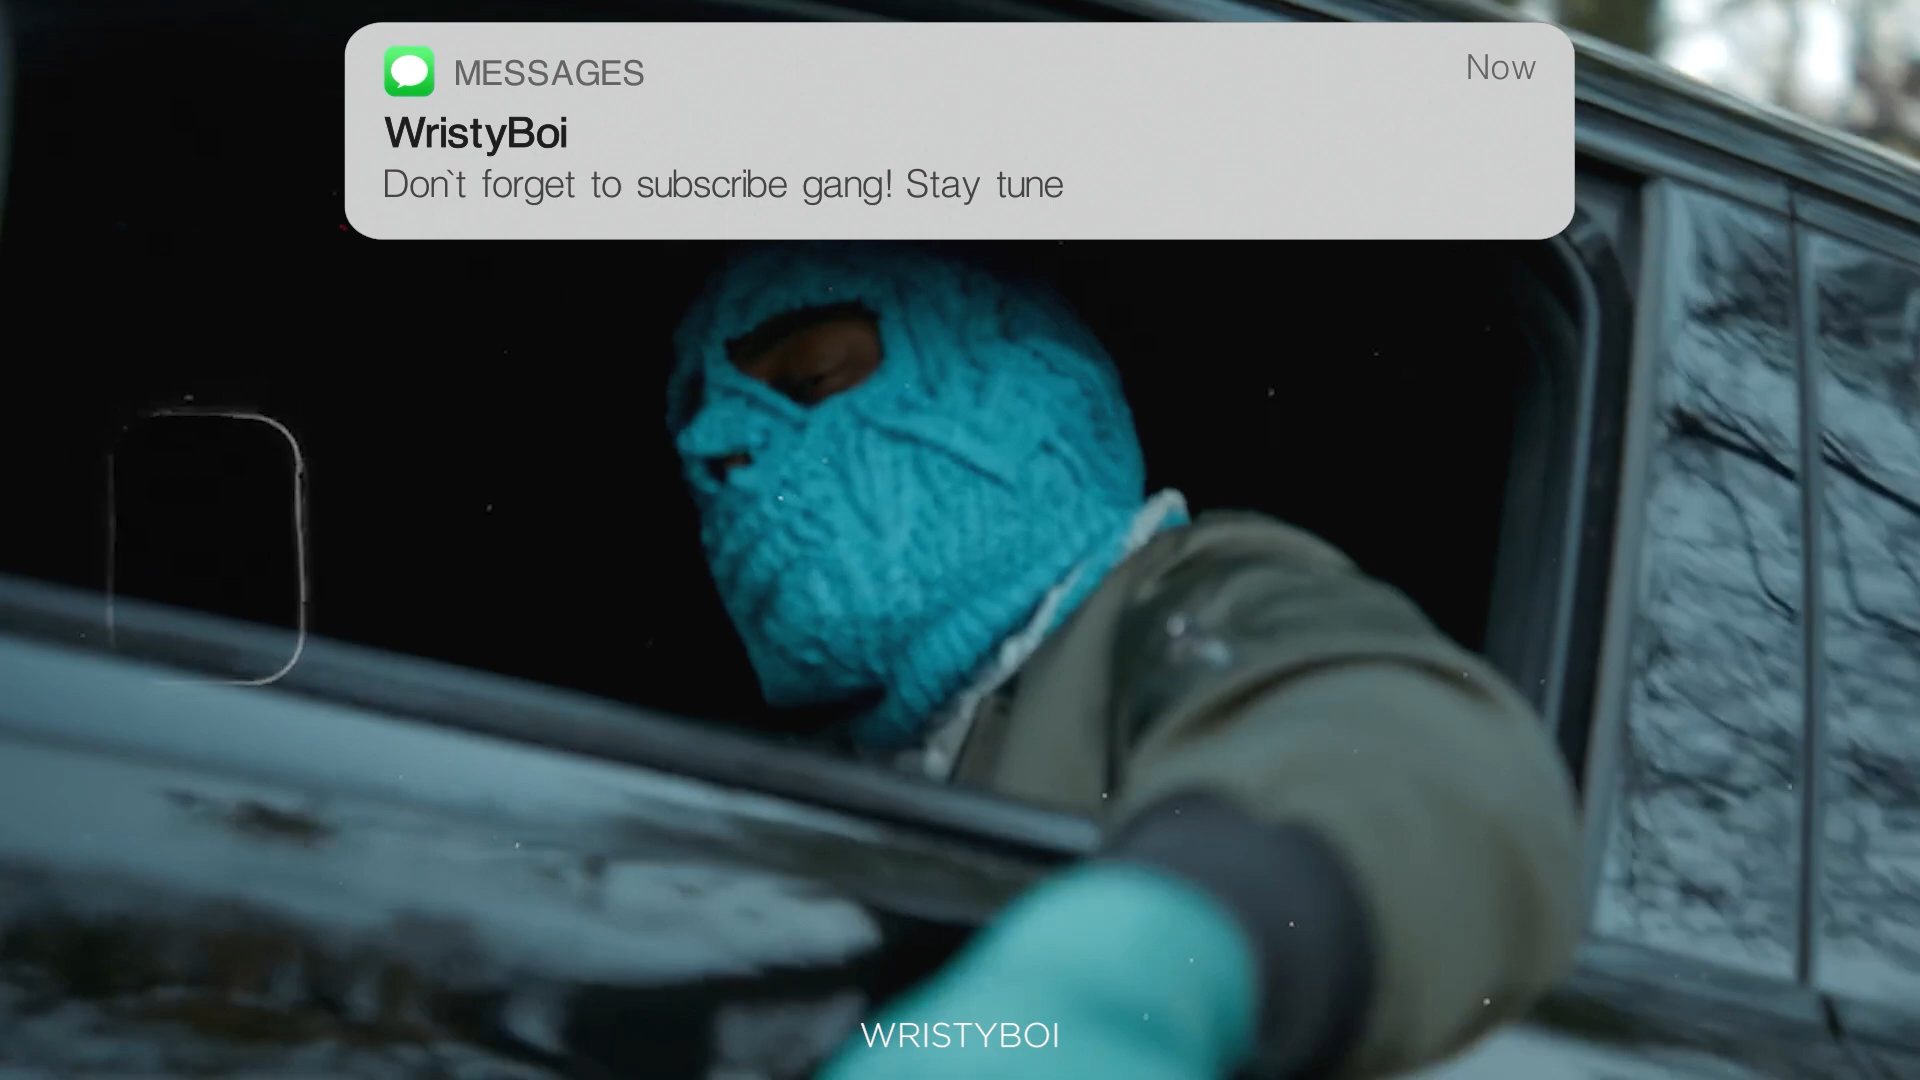 MESSAGES
Now
WristyBoi
Don`t forget to subscribe gang! Stay tune
WRISTYBOI